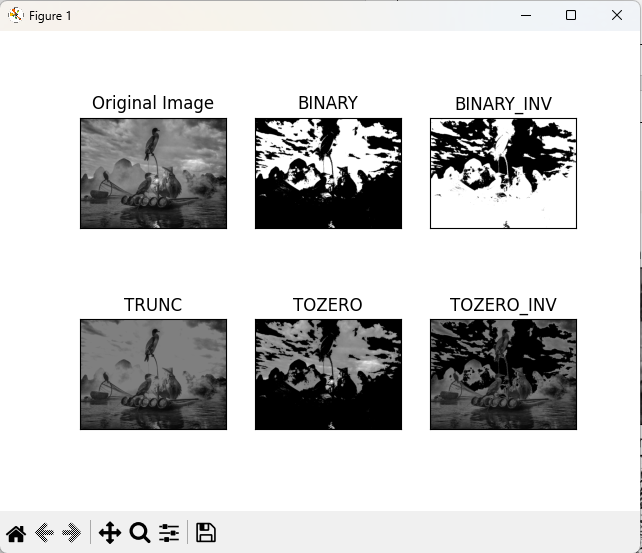 Figure 1
Original Image
BINARY
BINARY_INV
TRUNC
TOZERO
TOZERO_INV